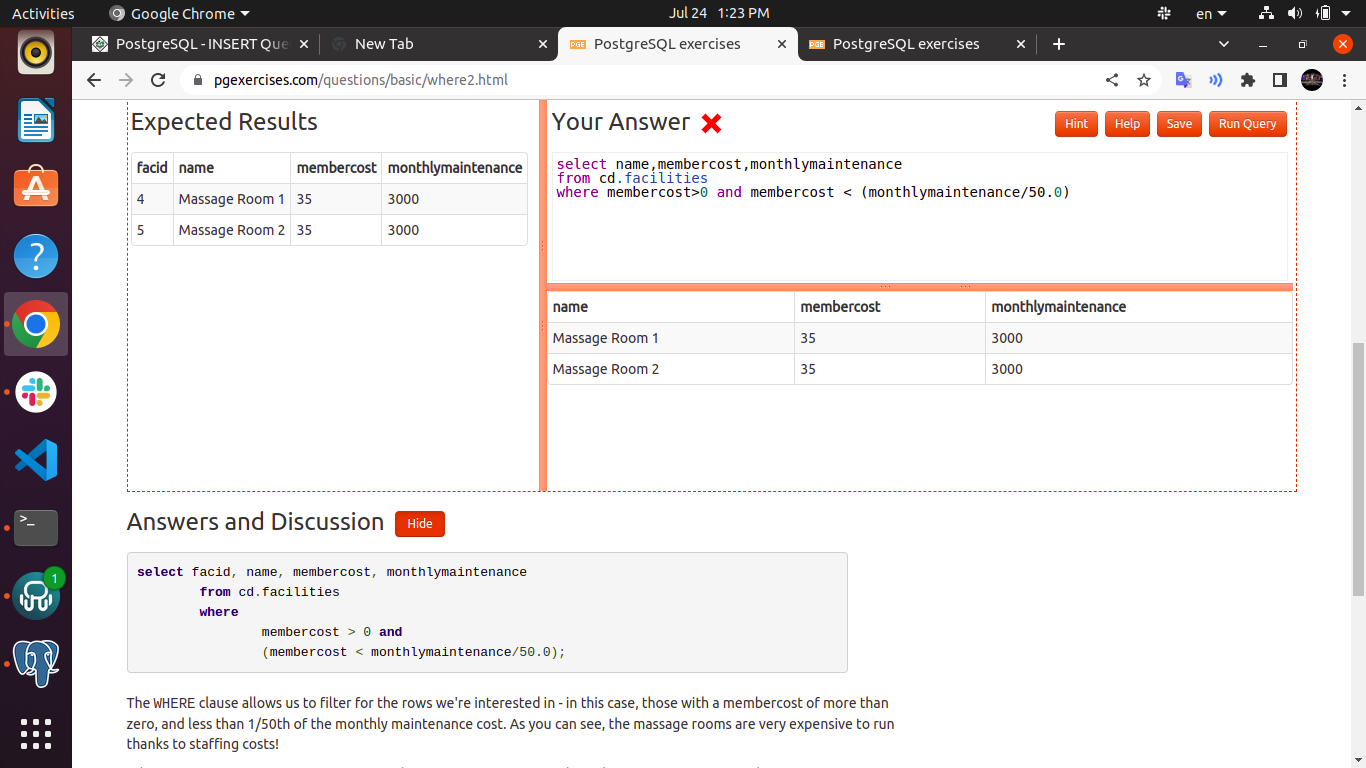 Activities
Google Chrome
Jul 24 1:23 PM
en
PostgreSQL - INSERT Que
New Tab
PostgreSQL exercises
PostgreSQL exercises
pgexercises.com/questions/basic/where2.html
Expected Results
facid name membercost monthlymaintenance
4 Massage Room 1 35 3000
5 Massage Room 2 35 3000
Your Answer
Hint
Help
Save
Run Query
select name,membercost,monthlymaintenance
from cd.facilities
where membercost>0 and membercost < (monthlymaintenance/50.0)
name membercost monthlymaintenance
Massage Room 1 35 3000
Massage Room 2 35 3000
Answers and Discussion
Hide
select facid, name, membercost, monthlymaintenance
from cd.facilities
where
membercost > 0 and
(membercost < monthlymaintenance/50.0);
The WHERE clause allows us to filter for the rows we're interested in - in this case, those with a membercost of more than
zero, and less than 1/50th of the monthly maintenance cost. As you can see, the massage rooms are very expensive to run
thanks to staffing costs!
1